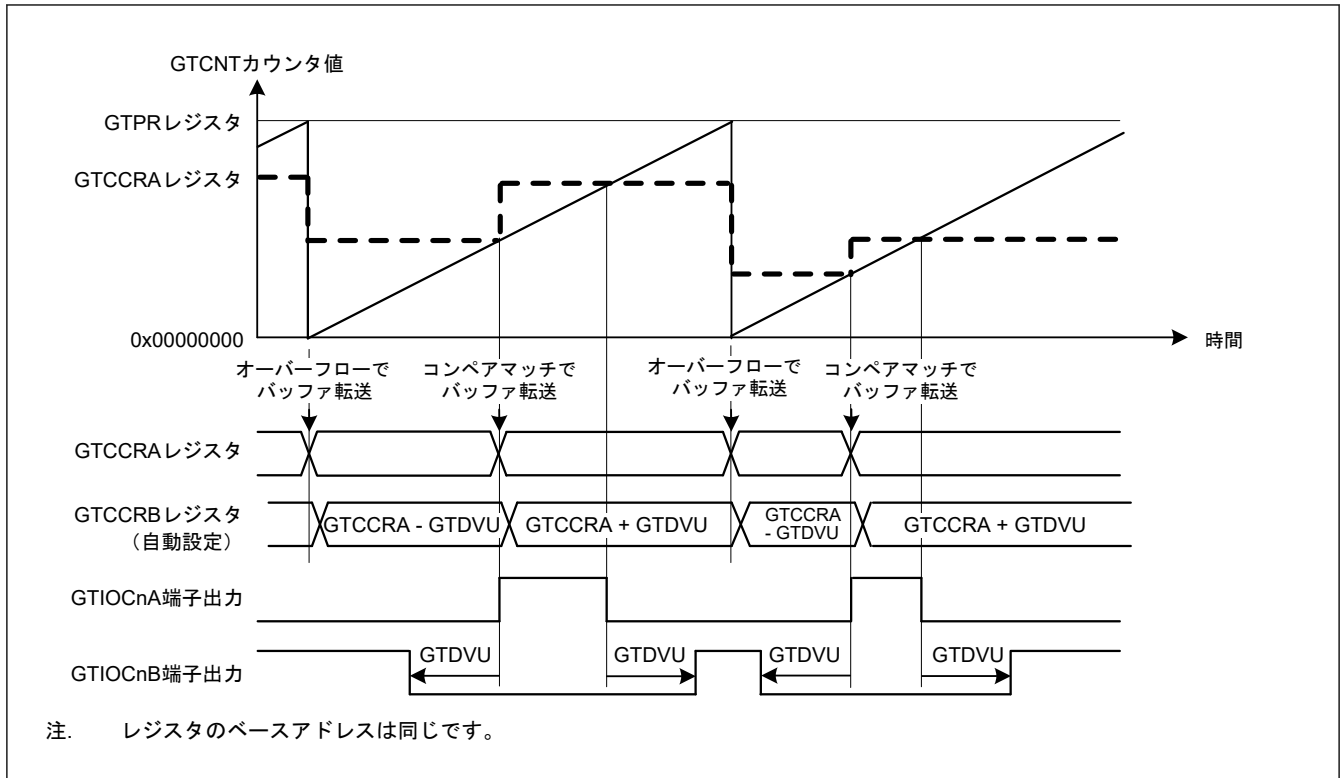 GTCNTカウンタ値
GTPRレジスタ
GTCCRAレジスタ
0x00000000
時間
オーバーフローで
バッファ転送
コンペアマッチで
バッファ転送
オーバーフローで
バッファ転送
コンペアマッチで
バッファ転送
GTCCRAレジスタ
GTCCRBレジスタ
（自動設定）
GTCCRA - GTDVU
GTCCRA + GTDVU
GTCCRA
- GTDVU
GTCCRA + GTDVU
GTIOCnA端子出力
GTIOCnB端子出力
GTDVU
GTDVU
GTDVU
GTDVU
注. レジスタのベースアドレスは同じです。